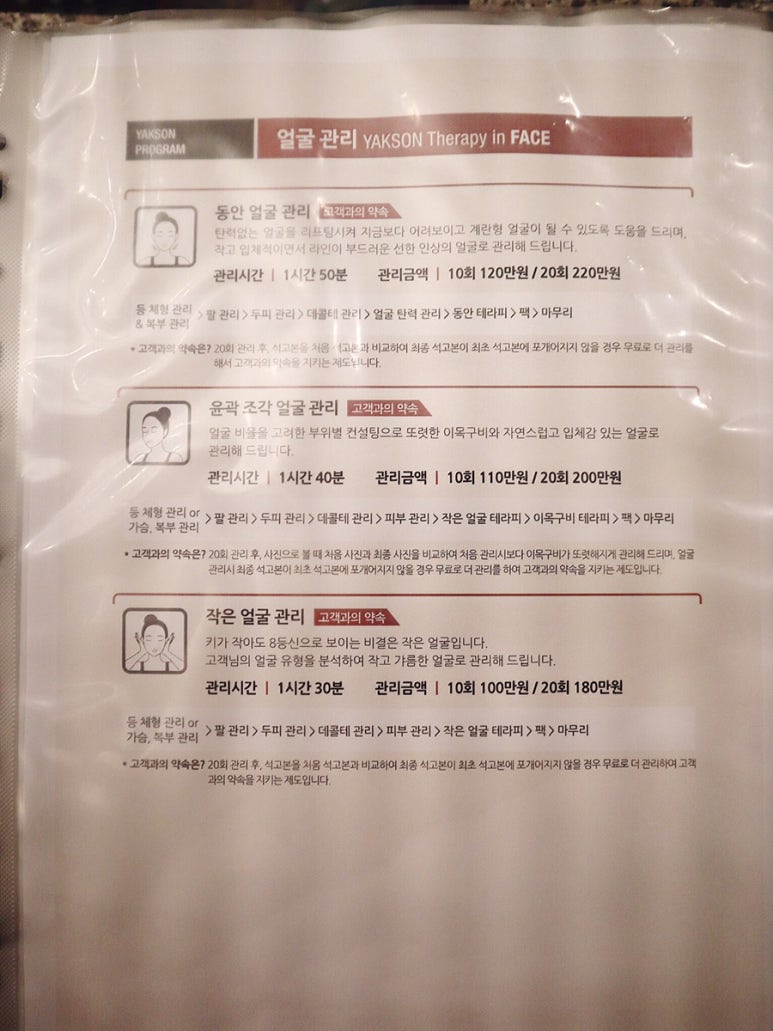 YAKSON
PROGRAM
얼굴 관리 YAKSON Therapy in FACE
동안 얼굴 관리 고객과의 약속
탄력없는 얼굴을 리프팅시켜 지금보다 어려보이고 계란형 얼굴이 될 수 있도록 도움을 드리며,
작고 입체적이면서 라인이 부드러운 선한 인상의 얼굴로 관리해 드립니다.
관리시간 | 1시간 50분 관리금액 | 10회 120만원 / 20회 220만원
등 체형 관리
& 복부 관리 > 팔 관리 > 두피 관리 > 데콜테 관리 > 얼굴 탄력 관리 > 동안 테라피 > 팩 > 마무리
• 고객과의 약속은? 20회 관리 후, 석고본을 처음 석고본과 비교하여 최종 석고본이 최초 석고본에 포개어지지 않을 경우 무료로 더 관리를
해서 고객과의 약속을 지키는 제도입니다.
윤곽 조각 얼굴 관리 고객과의 약속
얼굴 비율을 고려한 부위별 컨설팅으로 또렷한 이목구비와 자연스럽고 입체감 있는 얼굴로
관리해 드립니다.
관리시간 | 1시간 40분 관리금액 | 10회 110만원 / 20회 200만원
등 체형 관리 or
가슴, 복부 관리 > 팔 관리 > 두피 관리 > 데콜테 관리 > 피부 관리 > 작은 얼굴 테라피 > 이목구비 테라피 > 팩 > 마무리
• 고객과의 약속은? 20회 관리 후, 사진으로 볼 때 처음 사진과 최종 사진을 비교하여 처음 관리시보다 이목구비가 또렷해지게 관리해 드리며, 얼굴
관리시 최종 석고본이 최초 석고본에 포개어지지 않을 경우 무료로 더 관리를 하여 고객과의 약속을 지키는 제도입니다.
작은 얼굴 관리 고객과의 약속
키가 작아도 8등신으로 보이는 비결은 작은 얼굴입니다.
고객님의 얼굴 유형을 분석하여 작고 갸름한 얼굴로 관리해 드립니다.
관리시간 | 1시간 30분 관리금액 | 10회 100만원 / 20회 180만원
등 체형 관리 or
가슴, 복부 관리 > 팔 관리 > 두피 관리 > 데콜테 관리 > 피부 관리 > 작은 얼굴 테라피 > 팩 > 마무리
• 고객과의 약속은? 20회 관리 후, 석고본을 처음 석고본과 비교하여 최종 석고본이 최초 석고본에 포개어지지 않을 경우 무료로 더 관리하여 고객
과의 약속을 지키는 제도입니다.